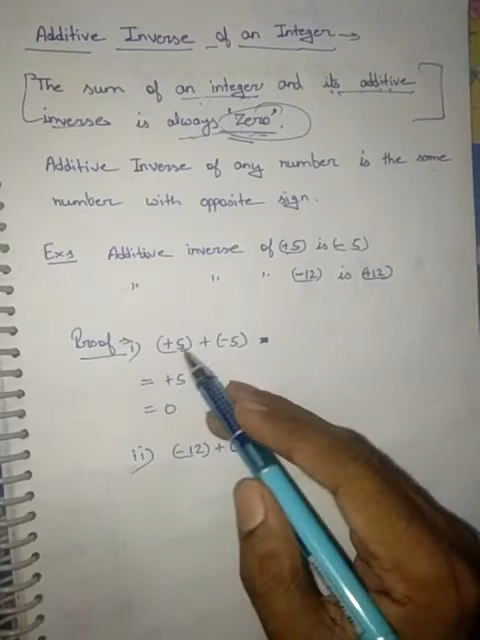 Additive Inverse of an Integer →
[The sum of an integer and its additive
inverses is always 'Zero'.]
Additive Inverse of any number is the same
number with opposite sign.
Exs Additive inverse of (+5) is (-5)
" " " (-12) is (+12)
Proof → i) (+5) + (-5)
= +5
= 0
ii) (-12) + (